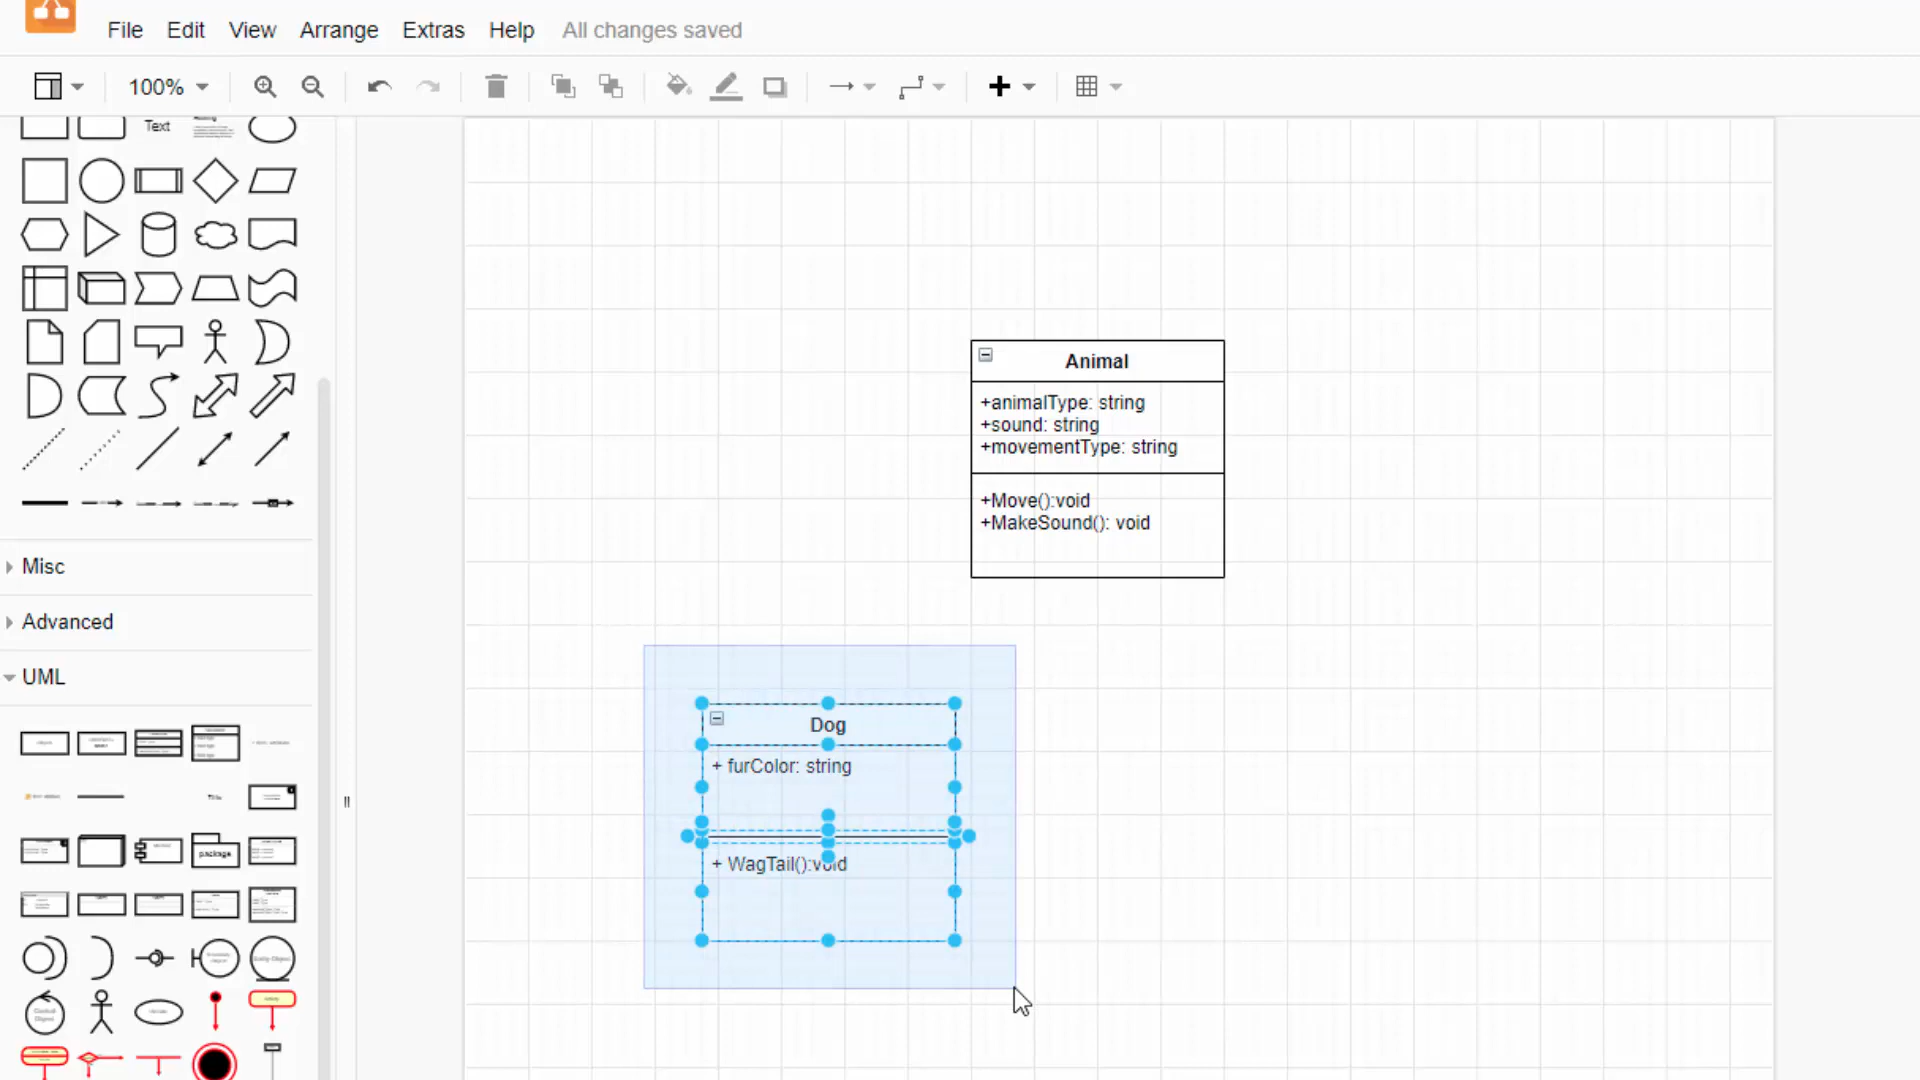 File Edit View Arrange Extras Help All changes saved
100%
Text
Animal
+animalType: string
+sound: string
+movementType: string
+Move():void
+MakeSound(): void
Misc
Advanced
UML
Dog
+ furColor: string
+ WagTail():void
package
Title